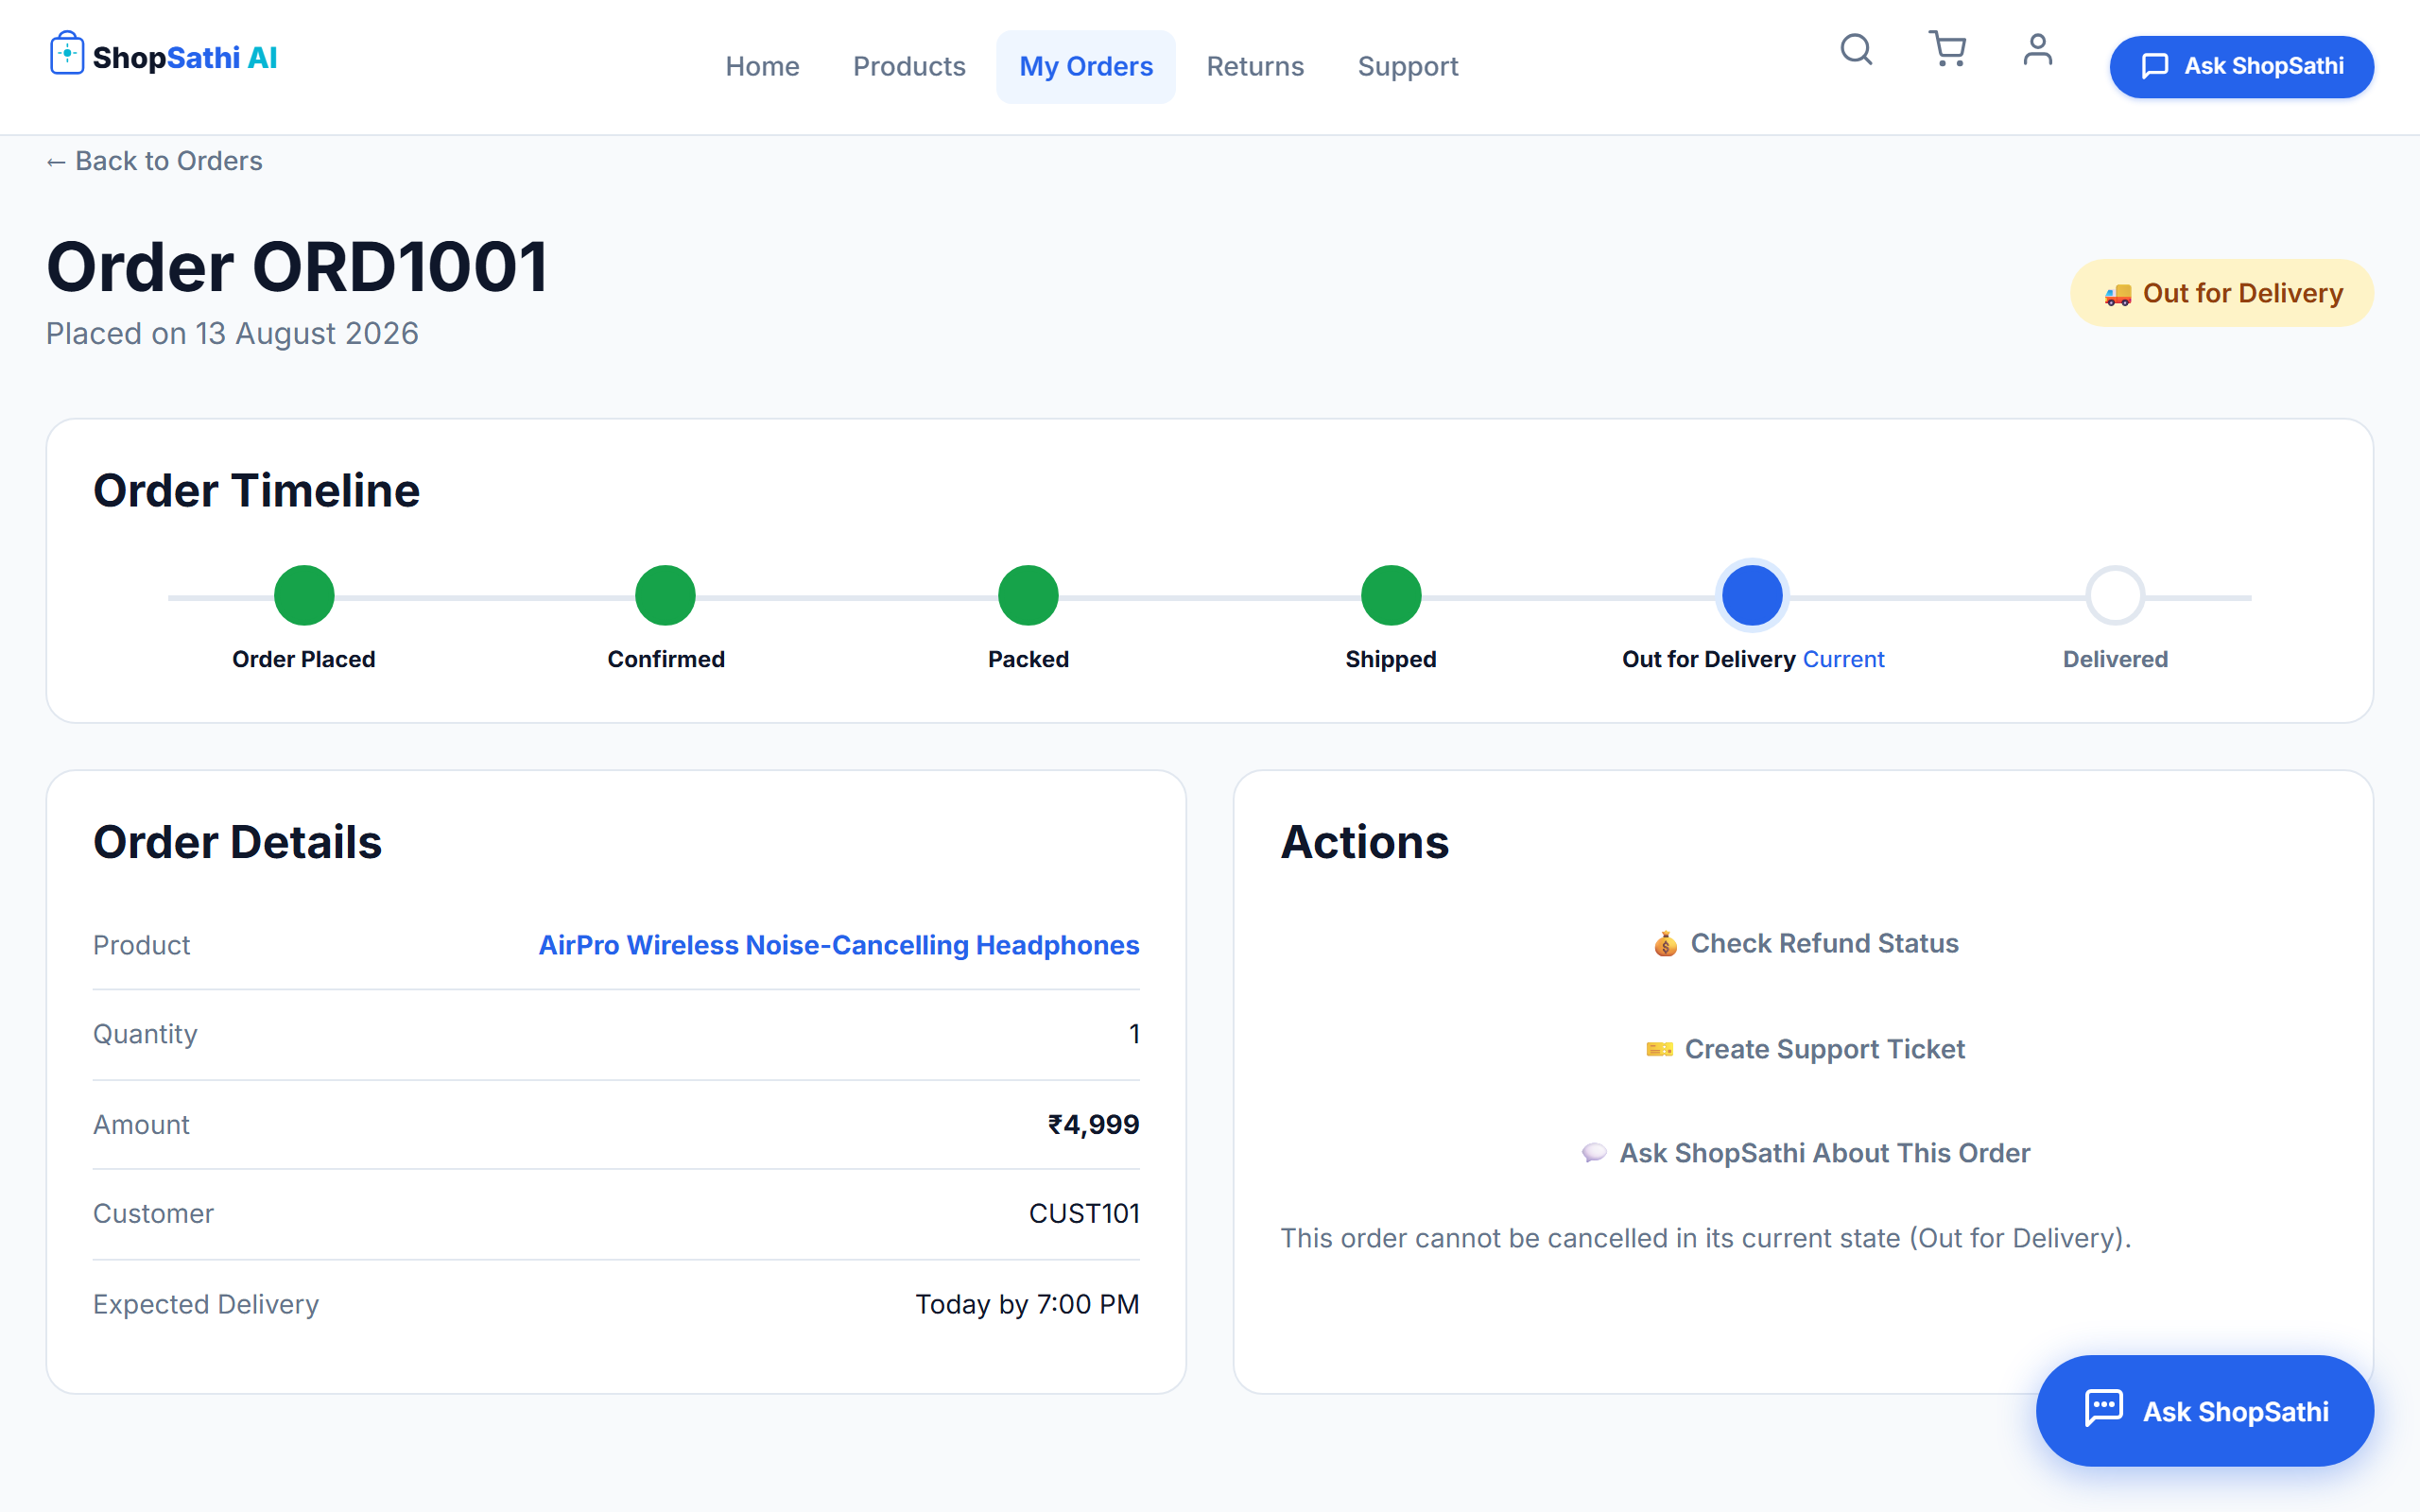 ShopSathi AI
Home
Products
My Orders
Returns
Support
Ask ShopSathi
← Back to Orders
Order ORD1001
Placed on 13 August 2026
Out for Delivery
Order Timeline
Order Placed
Confirmed
Packed
Shipped
Out for Delivery Current
Delivered
Order Details
Product AirPro Wireless Noise-Cancelling Headphones
Quantity 1
Amount ₹4,999
Customer CUST101
Expected Delivery Today by 7:00 PM
Actions
Check Refund Status
Create Support Ticket
Ask ShopSathi About This Order
This order cannot be cancelled in its current state (Out for Delivery).
Ask ShopSathi